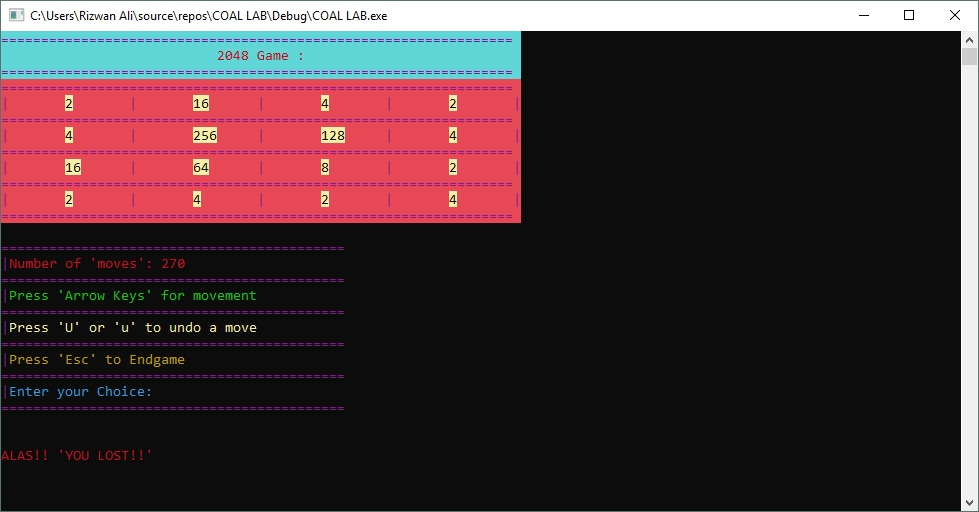 C:\Users\Rizwan Ali\source\repos\COAL LAB\Debug\COAL LAB.exe
================================================================
2048 Game :
================================================================
================================================================
| 2 | 16 | 4 | 2 |
================================================================
| 4 | 256 | 128 | 4 |
================================================================
| 16 | 64 | 8 | 2 |
================================================================
| 2 | 4 | 2 | 4 |
================================================================
===========================================
|Number of 'moves': 270
===========================================
|Press 'Arrow Keys' for movement
===========================================
|Press 'U' or 'u' to undo a move
===========================================
|Press 'Esc' to Endgame
===========================================
|Enter your Choice:
===========================================
ALAS!! 'YOU LOST!!'